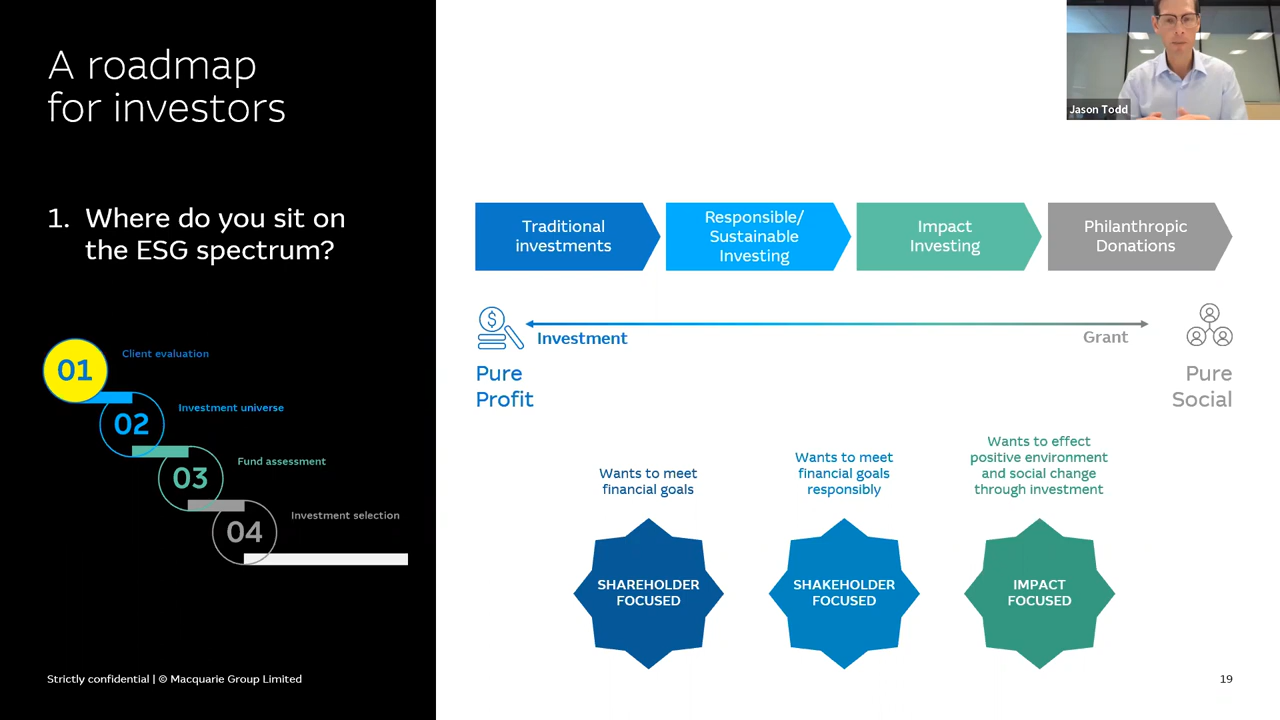 A roadmap
for investors
1. Where do you sit on
the ESG spectrum?
01
Client evaluation
02
Investment universe
03
Fund assessment
04
Investment selection
Strictly confidential | © Macquarie Group Limited
Jason Todd
Traditional
investments
Responsible/
Sustainable
Investing
Impact
Investing
Philanthropic
Donations
$
Investment
Grant
Pure
Profit
Pure
Social
Wants to meet
financial goals
Wants to meet
financial goals
responsibly
Wants to effect
positive environment
and social change
through investment
SHAREHOLDER
FOCUSED
SHAKEHOLDER
FOCUSED
IMPACT
FOCUSED
19